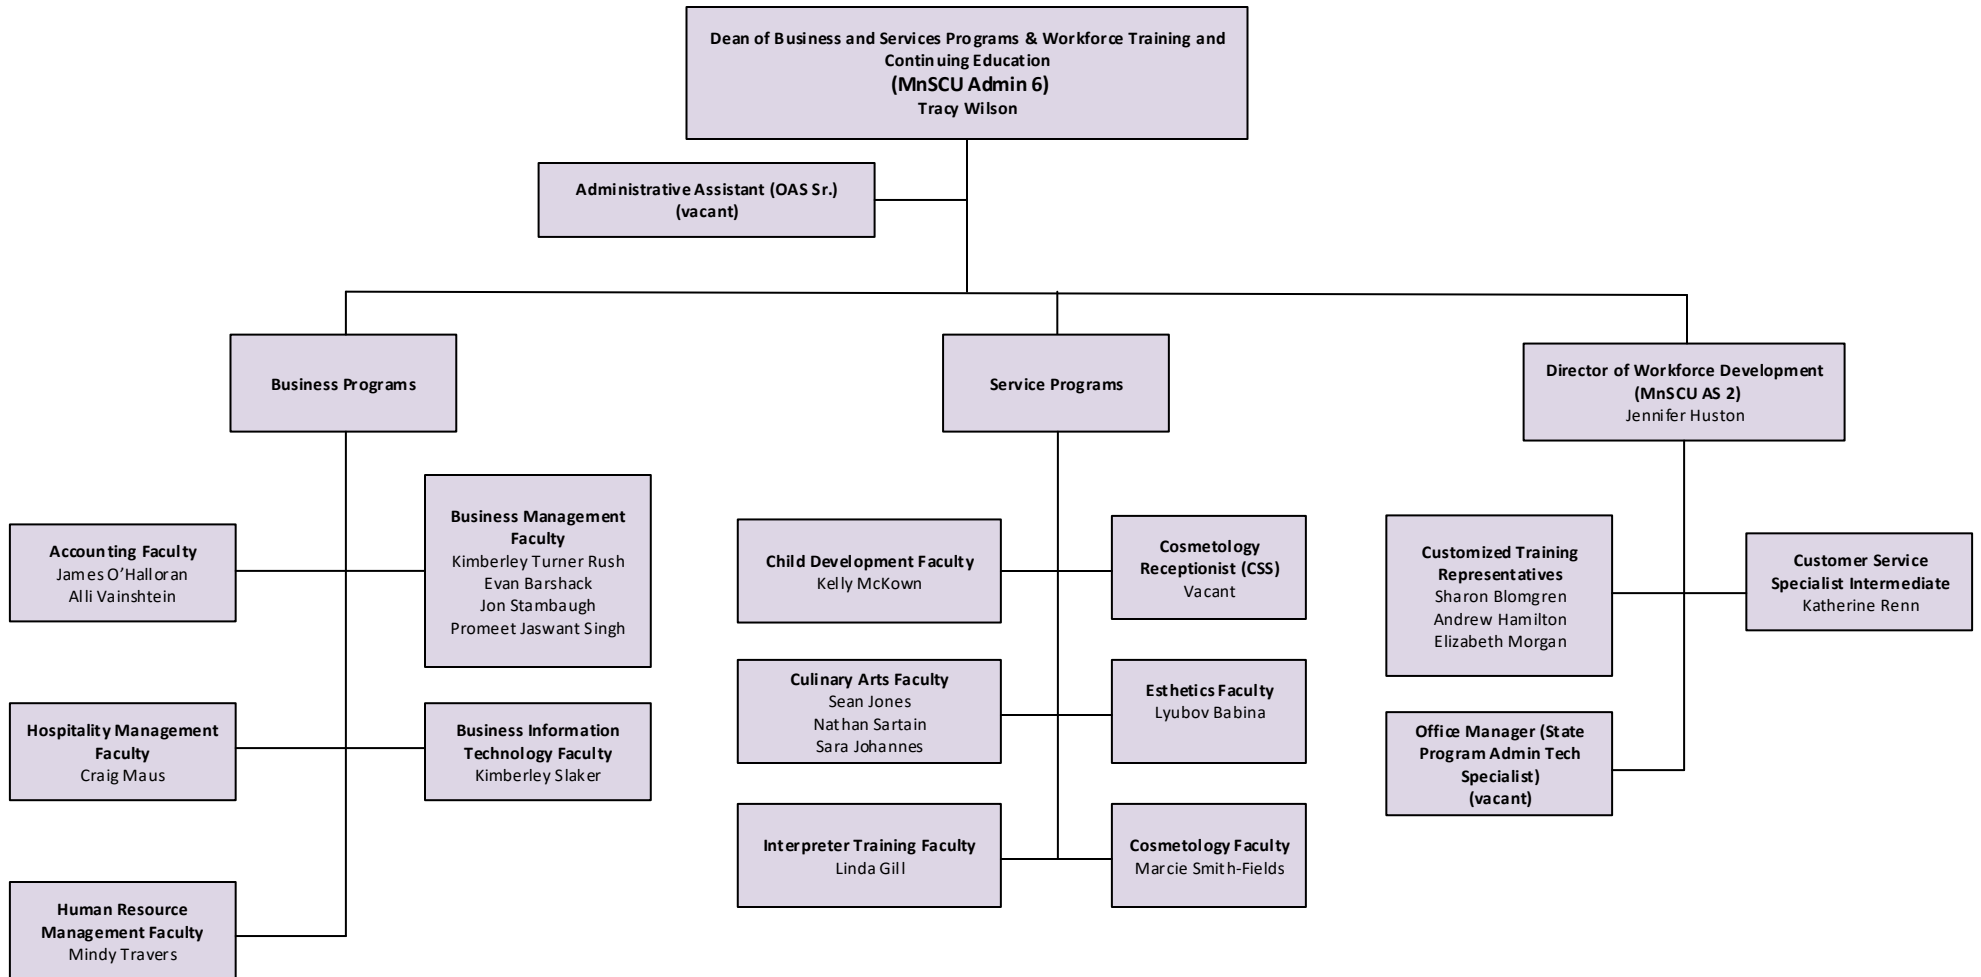 Dean of Business and Services Programs & Workforce Training and
Continuing Education
(MnSCU Admin 6)
Tracy Wilson
Administrative Assistant (OAS Sr.)
(vacant)
Business Programs
Service Programs
Director of Workforce Development
(MnSCU AS 2)
Jennifer Huston
Accounting Faculty
James O’Halloran
Alli Vainshtein
Business Management
Faculty
Kimberley Turner Rush
Evan Barshack
Jon Stambaugh
Promeet Jaswant Singh
Hospitality Management
Faculty
Craig Maus
Business Information
Technology Faculty
Kimberley Slaker
Human Resource
Management Faculty
Mindy Travers
Child Development Faculty
Kelly McKown
Cosmetology
Receptionist (CSS)
Vacant
Culinary Arts Faculty
Sean Jones
Nathan Sartain
Sara Johannes
Esthetics Faculty
Lyubov Babina
Interpreter Training Faculty
Linda Gill
Cosmetology Faculty
Marcie Smith-Fields
Customized Training
Representatives
Sharon Blomgren
Andrew Hamilton
Elizabeth Morgan
Customer Service
Specialist Intermediate
Katherine Renn
Office Manager (State
Program Admin Tech
Specialist)
(vacant)